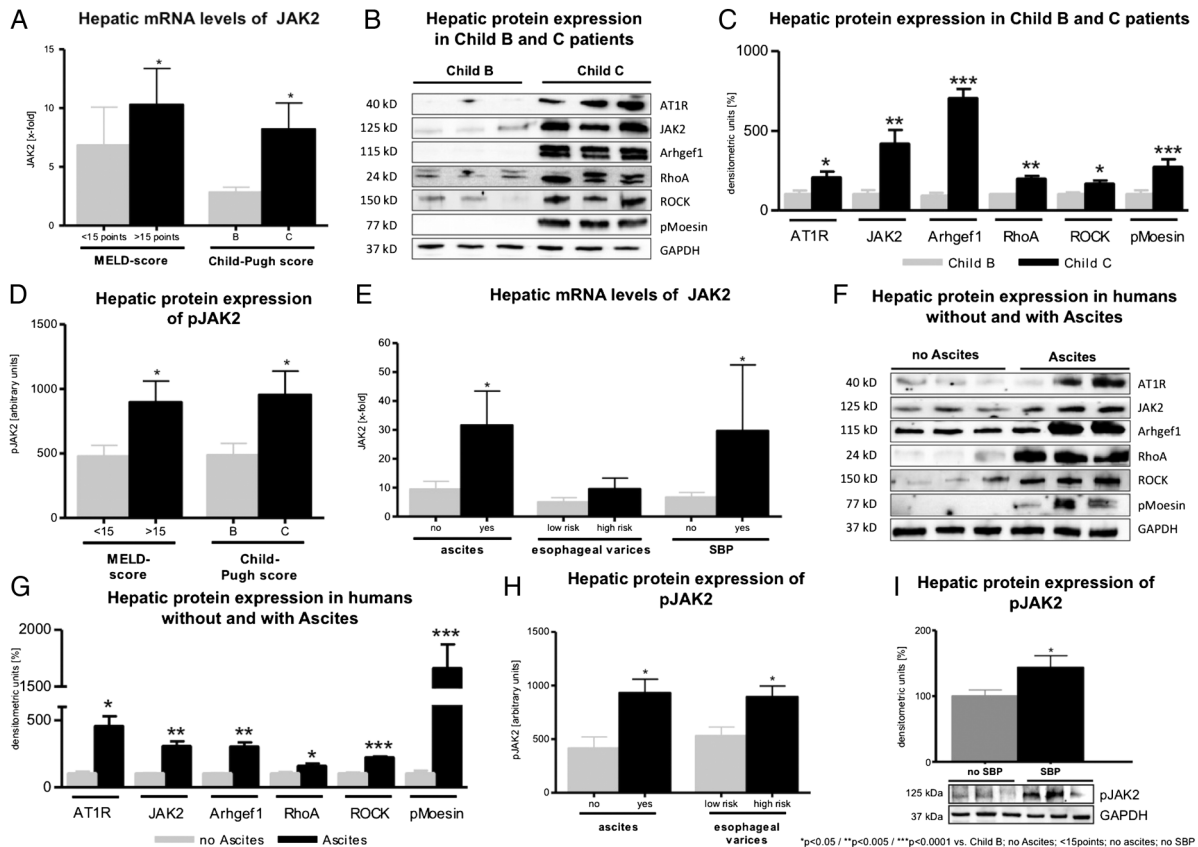 A
Hepatic mRNA levels of JAK2
JAK2 [x-fold]
15
10
5
0
*
*
<15 points >15 points
B C
MELD-score Child-Pugh score
B
Hepatic protein expression
in Child B and C patients
Child B Child C
40 kD AT1R
125 kD JAK2
115 kD Arhgef1
24 kD RhoA
150 kD ROCK
77 kD pMoesin
37 kD GAPDH
C
Hepatic protein expression in Child B and C patients
densitometric units [%]
1000
500
0
* ** *** ** * ***
AT1R JAK2 Arhgef1 RhoA ROCK pMoesin
Child B Child C
D
Hepatic protein expression
of pJAK2
pJAK2 [arbitrary units]
1500
1000
500
0
* *
<15 >15 B C
MELD- Child-
score Pugh score
E
Hepatic mRNA levels of JAK2
JAK2 [x-fold]
60
50
40
30
20
10
0
* *
no yes low risk high risk no yes
ascites esophageal varices SBP
F
Hepatic protein expression in humans
without and with Ascites
no Ascites Ascites
40 kD AT1R
125 kD JAK2
115 kD Arhgef1
24 kD RhoA
150 kD ROCK
77 kD pMoesin
37 kD GAPDH
G
Hepatic protein expression in humans
without and with Ascites
densitometric units [%]
2000
1500
500
0
* ** ** * *** ***
AT1R JAK2 Arhgef1 RhoA ROCK pMoesin
no Ascites Ascites
H
Hepatic protein expression of
pJAK2
pJAK2 [arbitrary units]
1500
1000
500
0
* *
no yes low risk high risk
ascites esophageal
varices
I
Hepatic protein expression of
pJAK2
densitometric units [%]
200
150
100
50
0
*
no SBP SBP
125 kDa pJAK2
37 kDa GAPDH
*p<0.05 / **p<0.005 / ***p<0.0001 vs. Child B; no Ascites; <15points; no ascites; no SBP